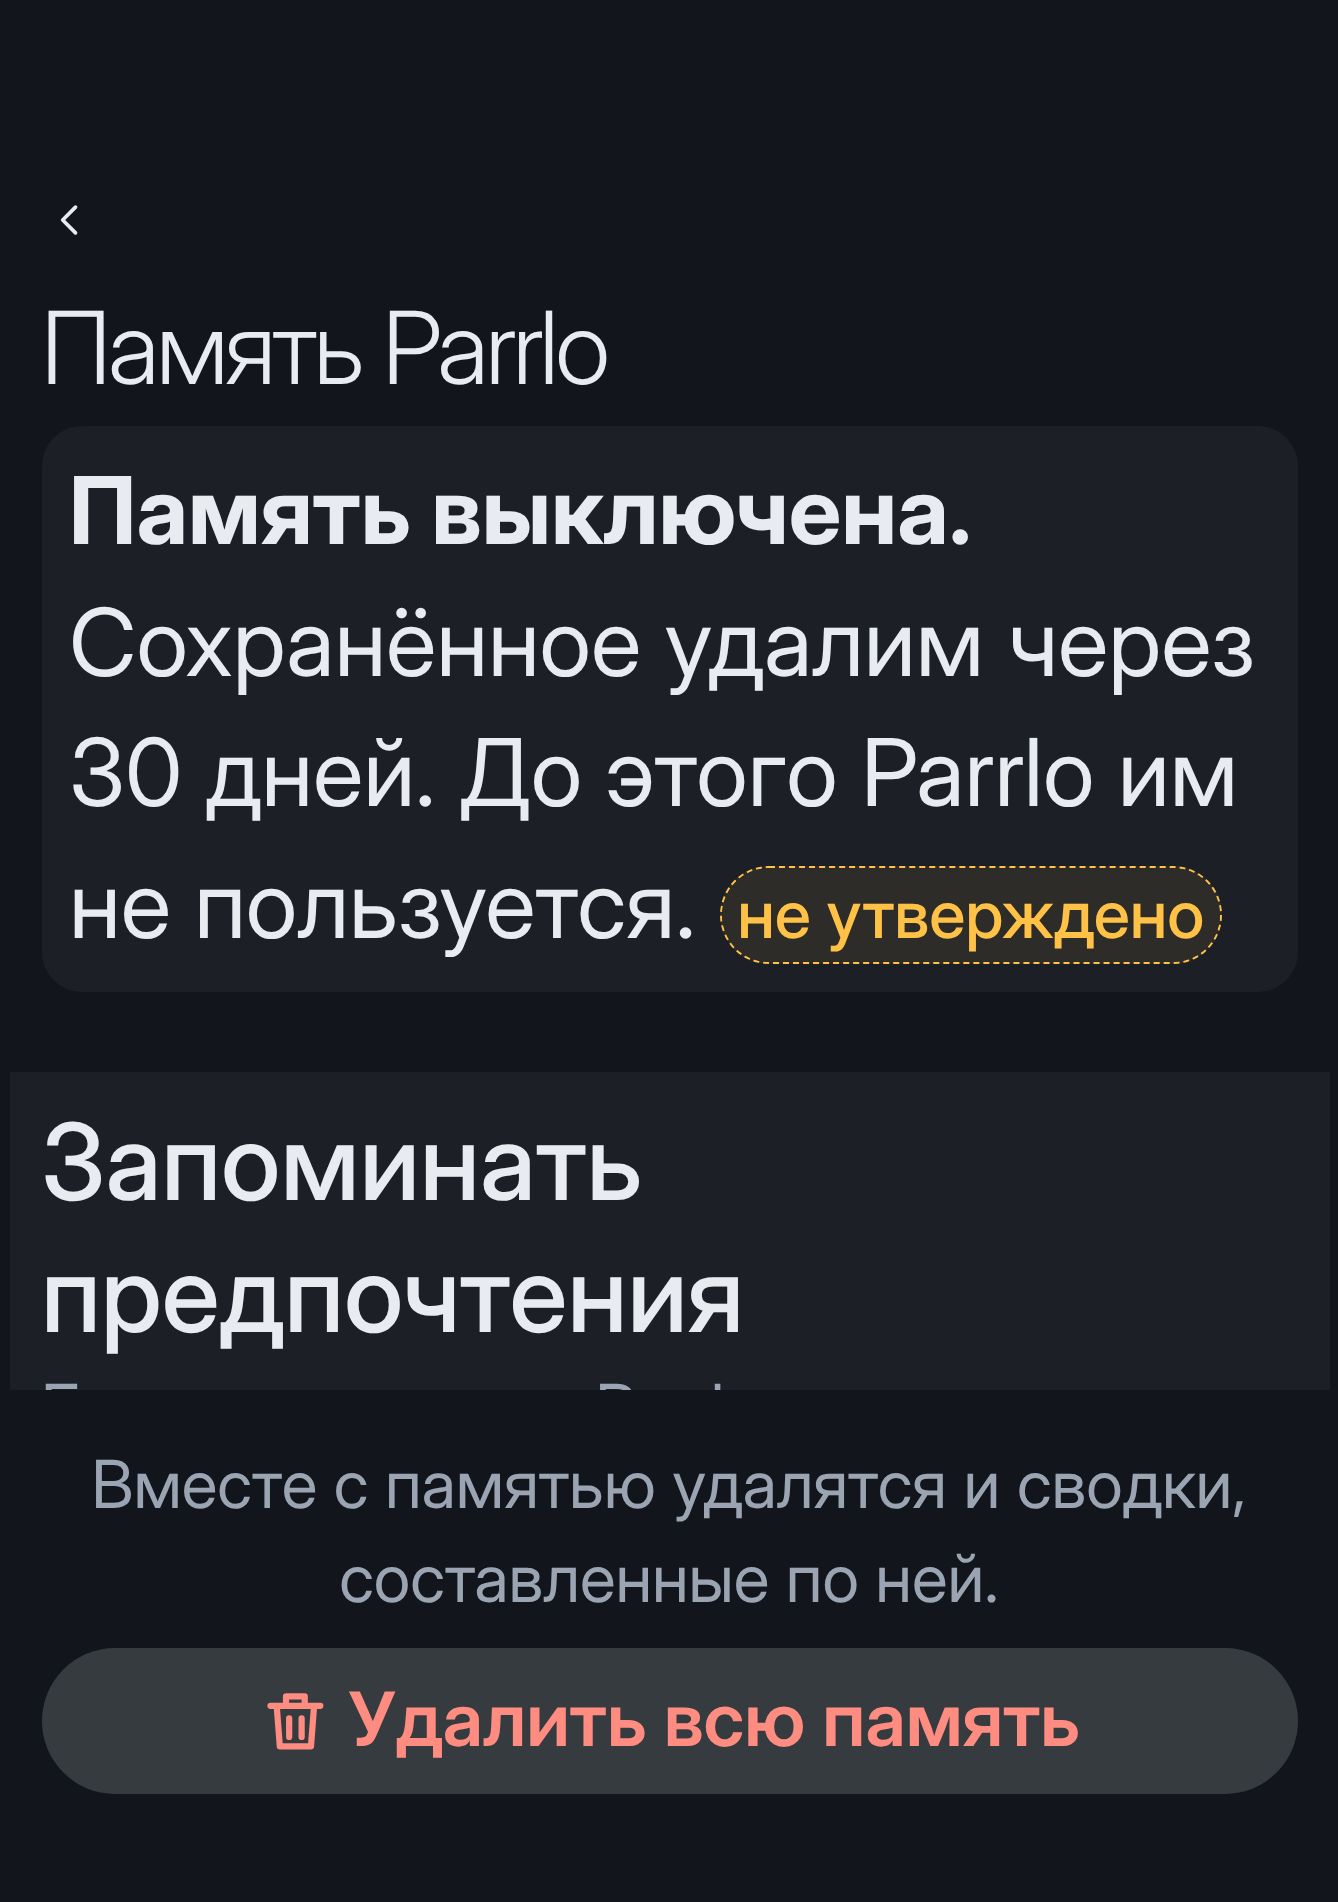 Память Parrlo
Память выключена.
Сохранённое удалим через
30 дней. До этого Parrlo им
не пользуется. не утверждено
Запоминать
предпочтения
Вместе с памятью удалятся и сводки,
составленные по ней.
Удалить всю память